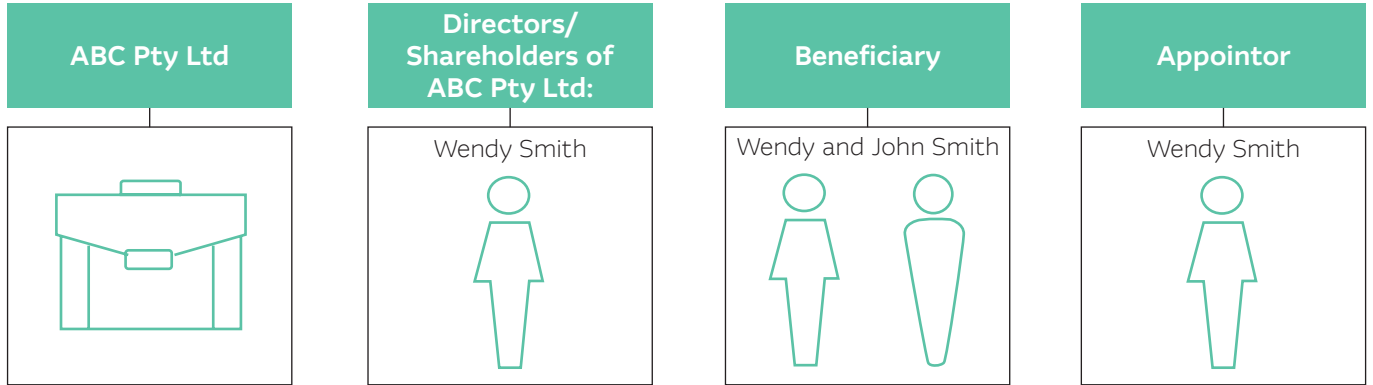 ABC Pty Ltd
Directors/
Shareholders of
ABC Pty Ltd:
Beneficiary
Appointor
Wendy Smith
Wendy and John Smith
Wendy Smith